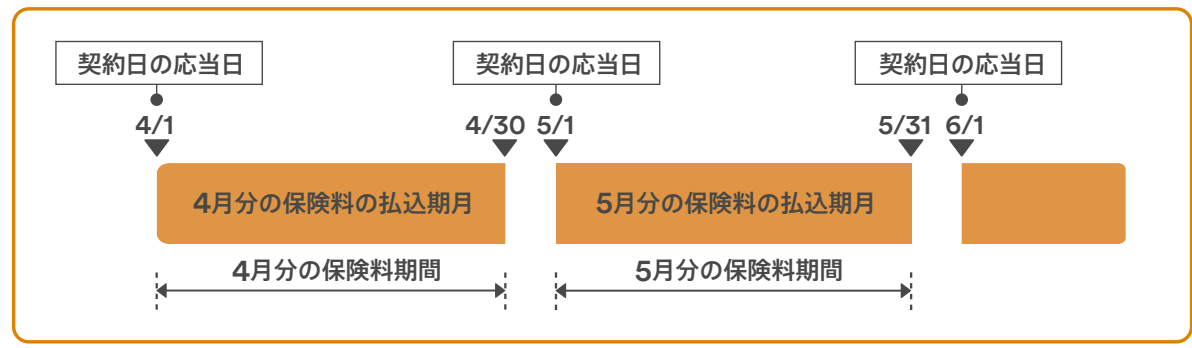 契約日の応当日 契約日の応当日 契約日の応当日
4/1 4/30 5/1 5/31 6/1
4月分の保険料の払込期月 5月分の保険料の払込期月
4月分の保険料期間 5月分の保険料期間